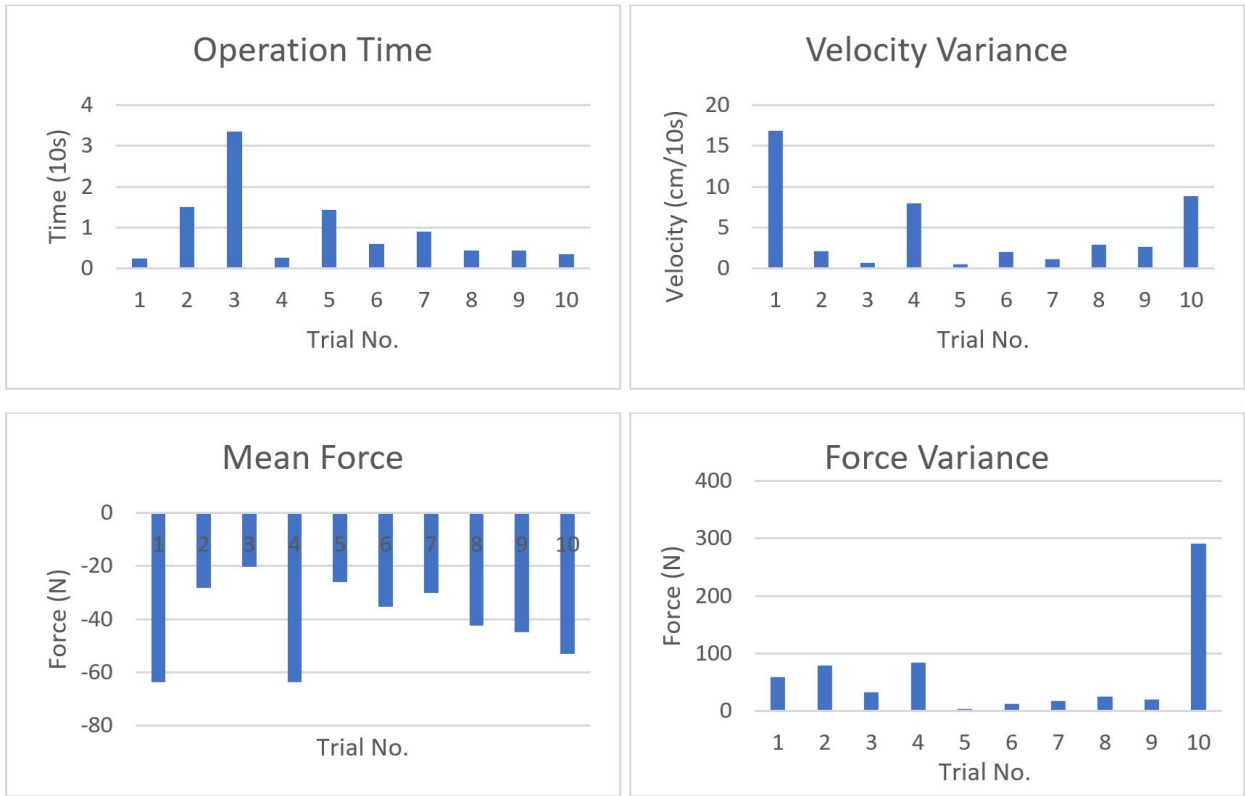 Operation Time
4
3
2
1
0
Time (10s)
1 2 3 4 5 6 7 8 9 10
Trial No.
Velocity Variance
20
15
10
5
0
Velocity (cm/10s)
1 2 3 4 5 6 7 8 9 10
Trial No.
Mean Force
0
-20
-40
-60
-80
Force (N)
1 2 3 4 5 6 7 8 9 10
Trial No.
Force Variance
400
300
200
100
0
Force (N)
1 2 3 4 5 6 7 8 9 10
Trial No.